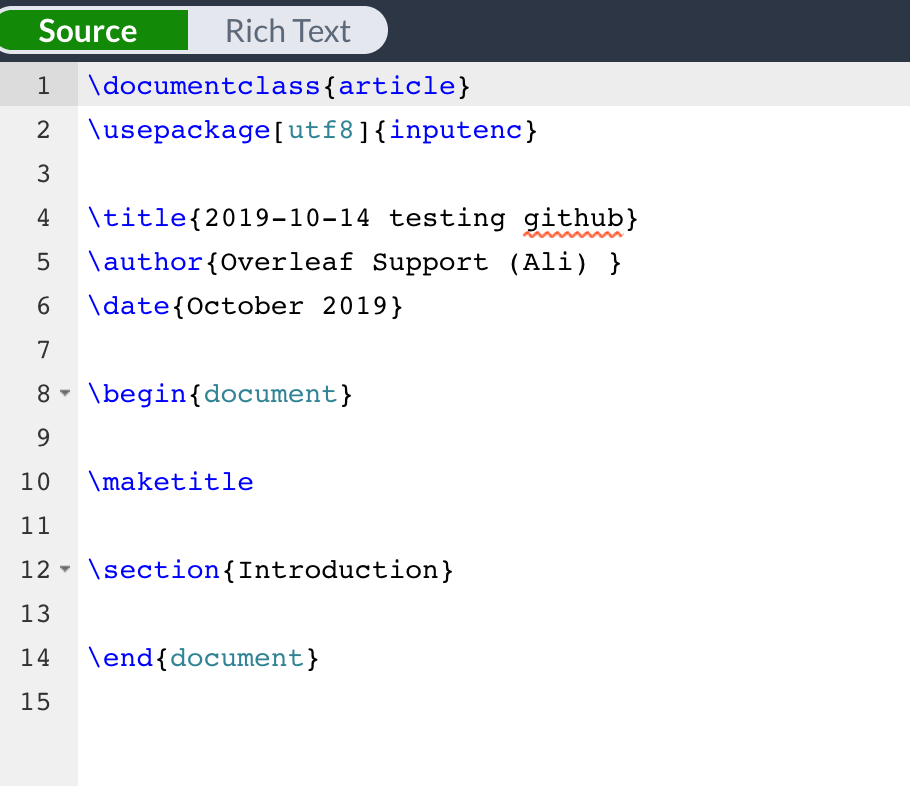 Source Rich Text
1 \documentclass{article}
2 \usepackage[utf8]{inputenc}
3
4 \title{2019-10-14 testing github}
5 \author{Overleaf Support (Ali) }
6 \date{October 2019}
7
8 \begin{document}
9
10 \maketitle
11
12 \section{Introduction}
13
14 \end{document}
15